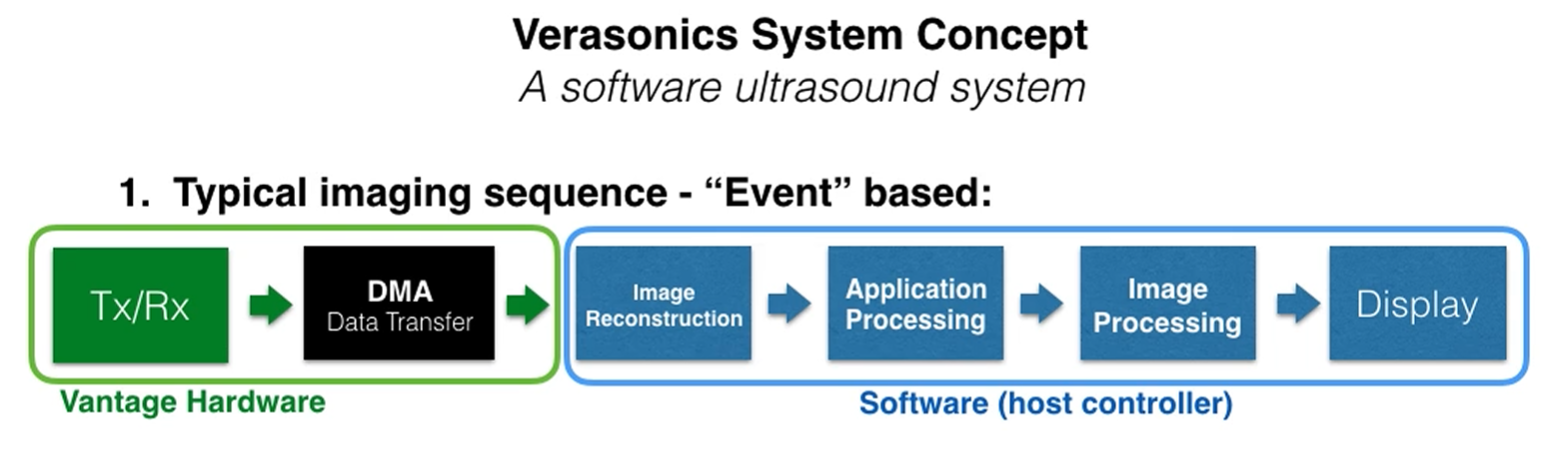 Verasonics System Concept
A software ultrasound system
1. Typical imaging sequence - “Event” based:
Tx/Rx
DMA
Data Transfer
Image
Reconstruction
Application
Processing
Image
Processing
Display
Vantage Hardware
Software (host controller)